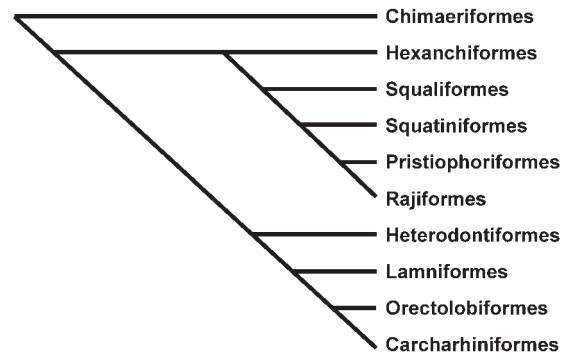 Chimaeriformes
Hexanchiformes
Squaliformes
Squatiniformes
Pristiophoriformes
Rajiformes
Heterodontiformes
Lamniformes
Orectolobiformes
Carcharhiniformes